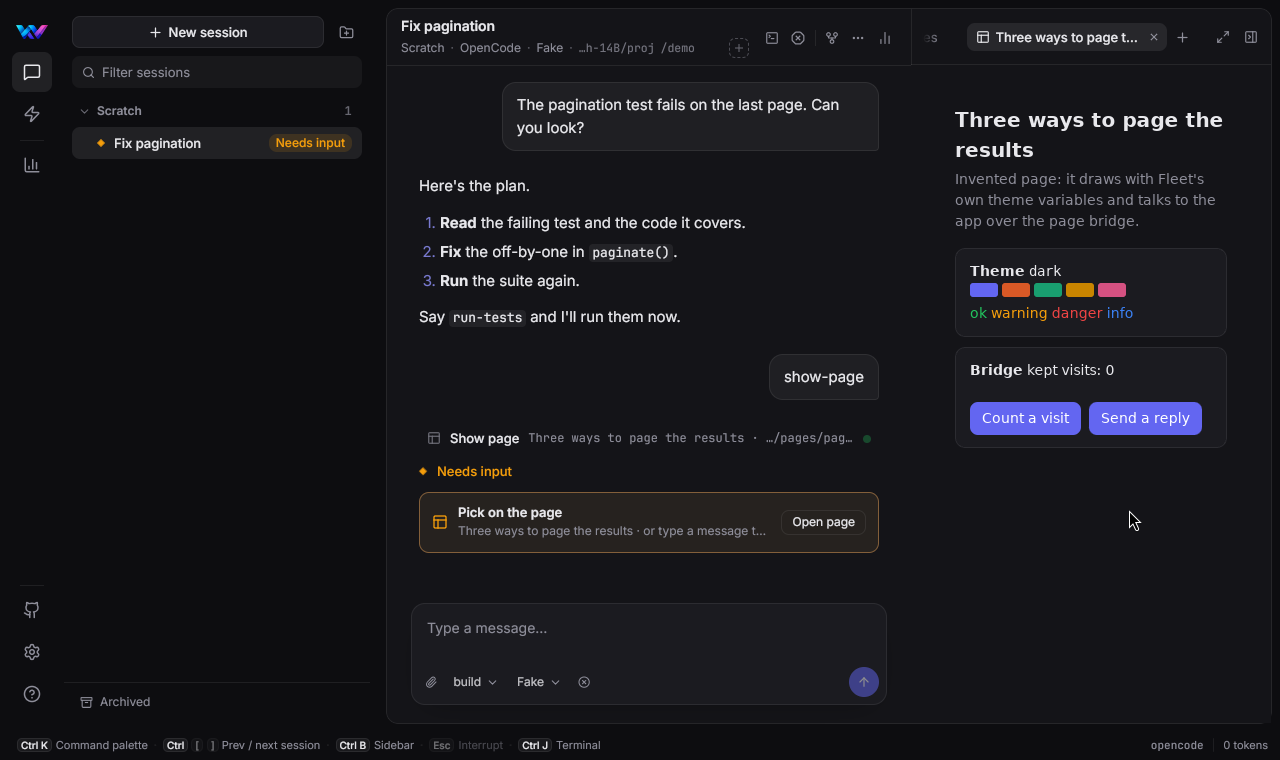 New session
Filter sessions
Scratch 1
Fix pagination Needs input
Archived
Fix pagination
Scratch · OpenCode · Fake · …h-14B/proj /demo
The pagination test fails on the last page. Can
you look?
Here's the plan.
1. Read the failing test and the code it covers.
2. Fix the off-by-one in paginate().
3. Run the suite again.
Say run-tests and I'll run them now.
show-page
Show page Three ways to page the results · …/pages/pag…
Needs input
Pick on the page
Three ways to page the results · or type a message t…
Open page
Type a message...
build Fake
es
Three ways to page t...
Three ways to page the
results
Invented page: it draws with Fleet's
own theme variables and talks to the
app over the page bridge.
Theme dark
ok warning danger info
Bridge kept visits: 0
Count a visit Send a reply
Ctrl K Command palette · Ctrl [ ] Prev / next session · Ctrl B Sidebar · Esc Interrupt · Ctrl J Terminal
opencode 0 tokens